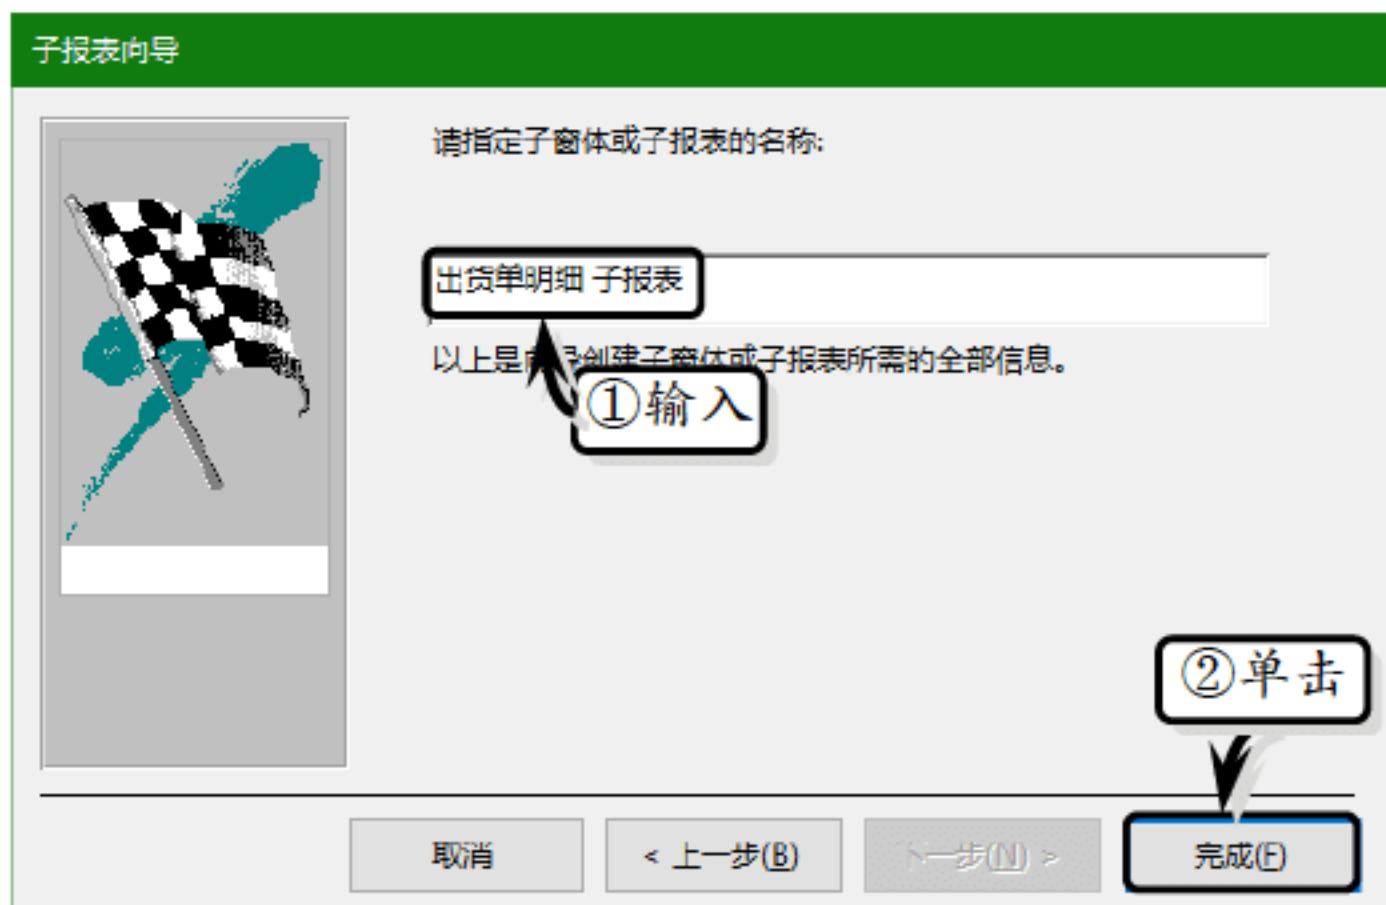 子报表向导
请指定子窗体或子报表的名称:
出货单明细 子报表
以上是向导创建子窗体或子报表所需的全部信息。
①输入
②单击
取消
< 上一步(B)
下一步(N) >
完成(F)